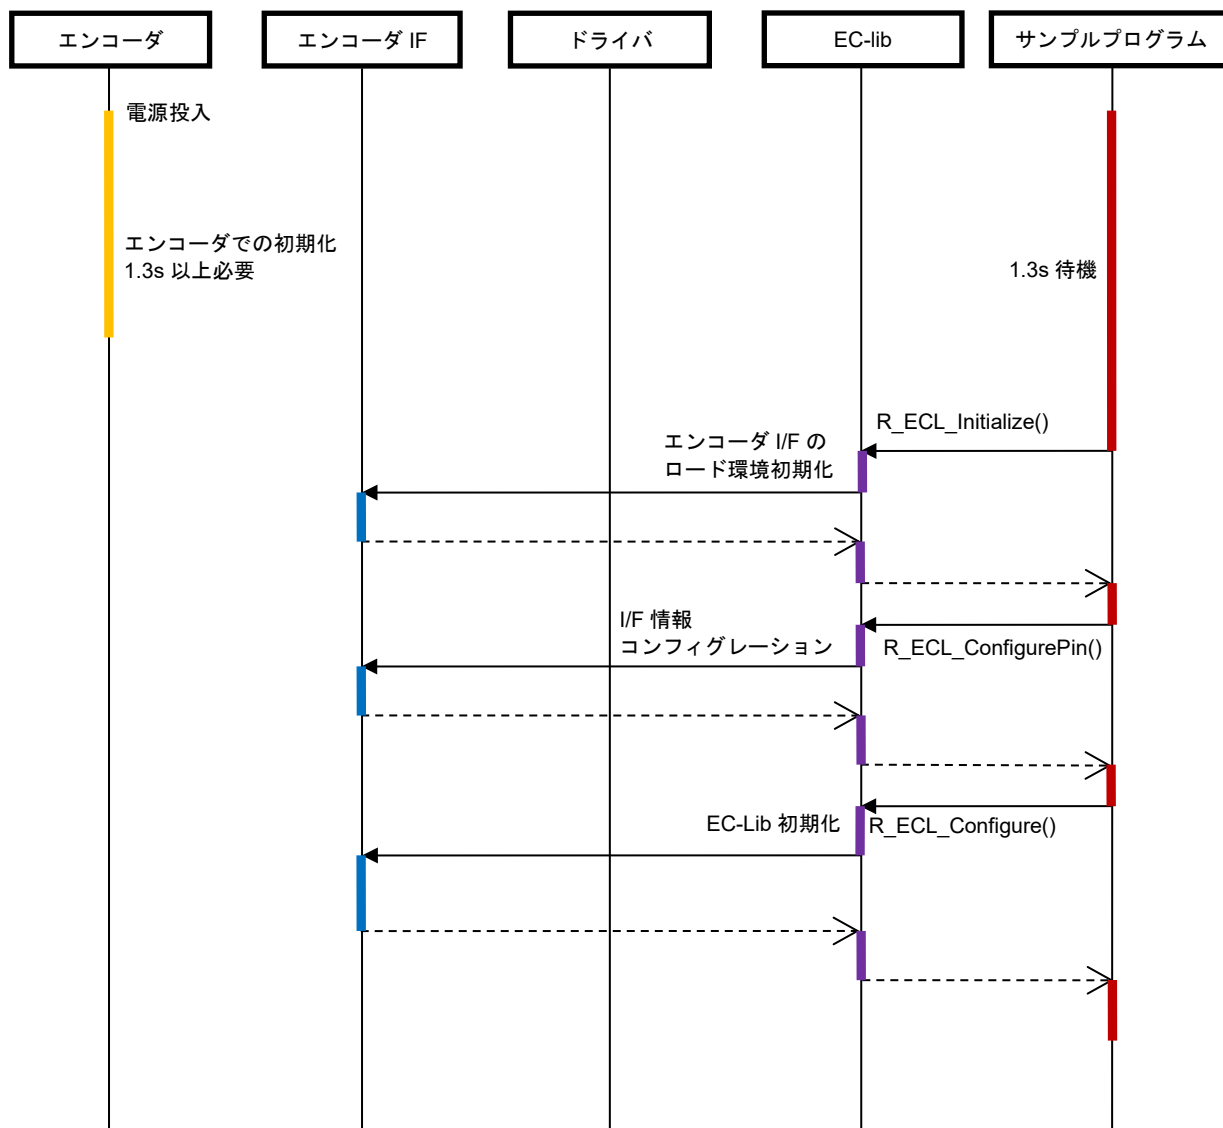 エンコーダ
エンコーダ IF
ドライバ
EC-lib
サンプルプログラム
電源投入
エンコーダでの初期化
1.3s 以上必要
1.3s 待機
R_ECL_Initialize()
エンコーダ I/F の
ロード環境初期化
I/F 情報
コンフィグレーション
R_ECL_ConfigurePin()
EC-Lib 初期化
R_ECL_Configure()